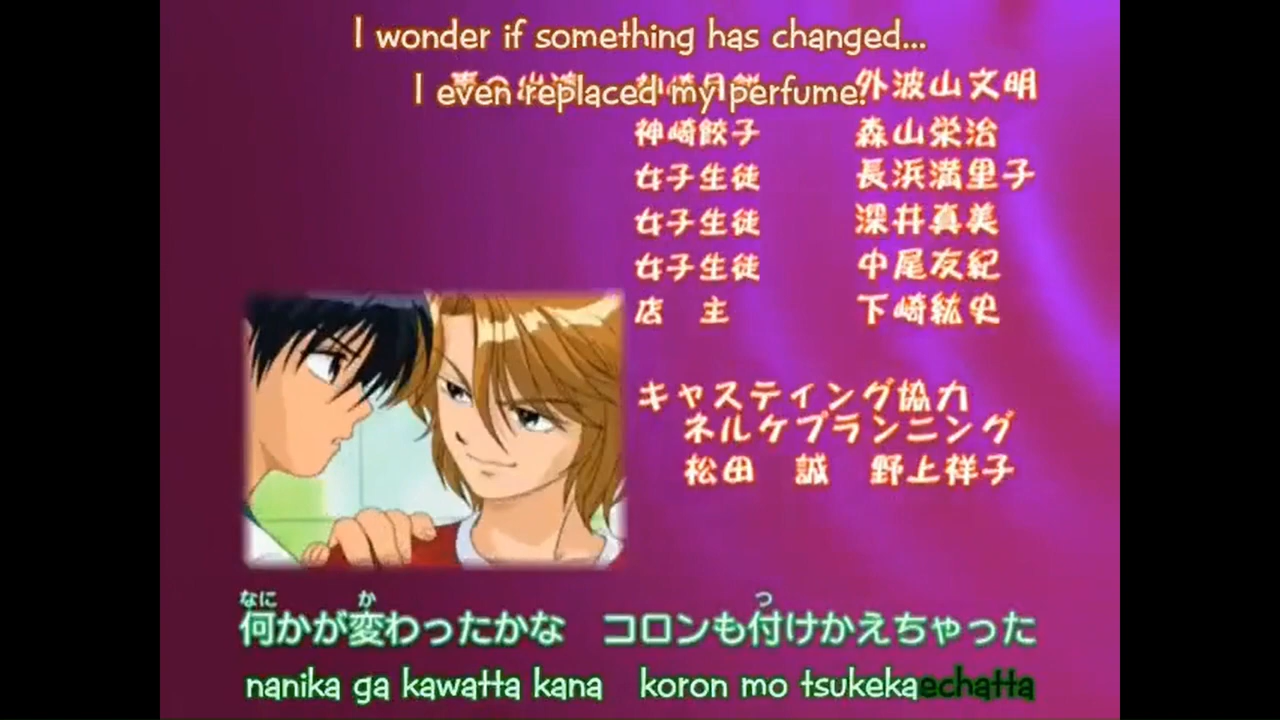 I wonder if something has changed...
I even replaced my perfume.
外波山文明
神崎餃子 森山栄治
女子生徒 長浜満里子
女子生徒 深井真美
女子生徒 中尾友紀
店 主 下崎紘史
キャスティング協力
ネルケプランニング
松田 誠 野上祥子
なに か つ
何かが変わったかな コロンも付けかえちゃった
nanika ga kawatta kana koron mo tsukekaechatta